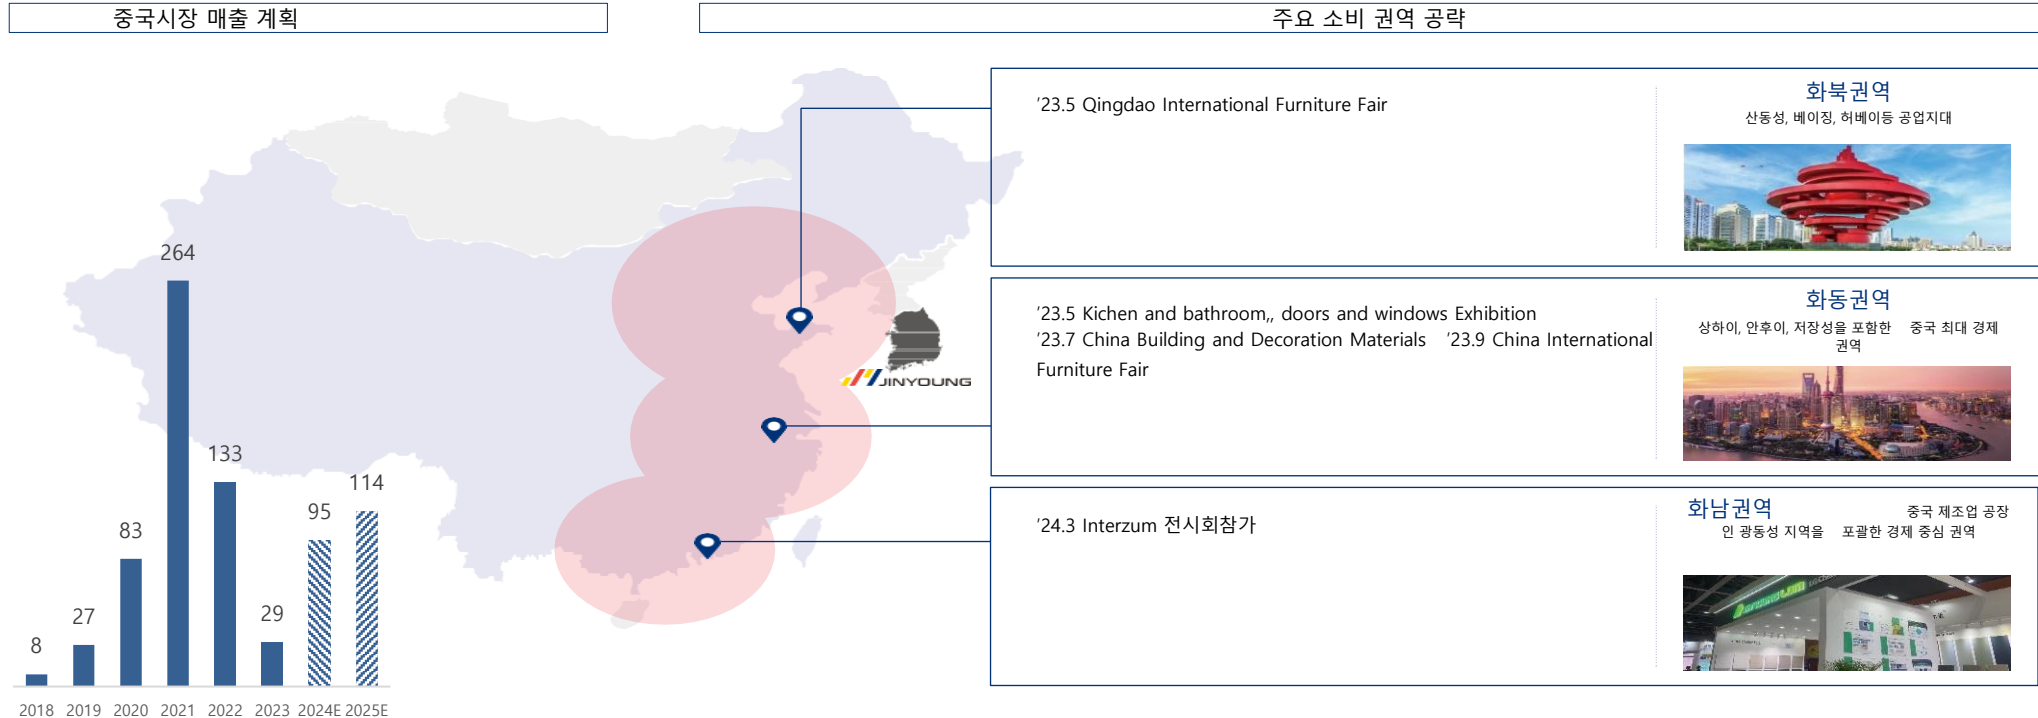 중국시장 매출 계획
주요 소비 권역 공략
264
133
83
27
8
29
95
114
2018 2019 2020 2021 2022 2023 2024E 2025E
JINYOUNG
'23.5 Qingdao International Furniture Fair
화북권역
산동성, 베이징, 허베이등 공업지대
'23.5 Kichen and bathroom,, doors and windows Exhibition
'23.7 China Building and Decoration Materials '23.9 China International
Furniture Fair
화동권역
상하이, 안후이, 저장성을 포함한 중국 최대 경제
권역
'24.3 Interzum 전시회참가
화남권역 중국 제조업 공장
인 광동성 지역을 포괄한 경제 중심 권역